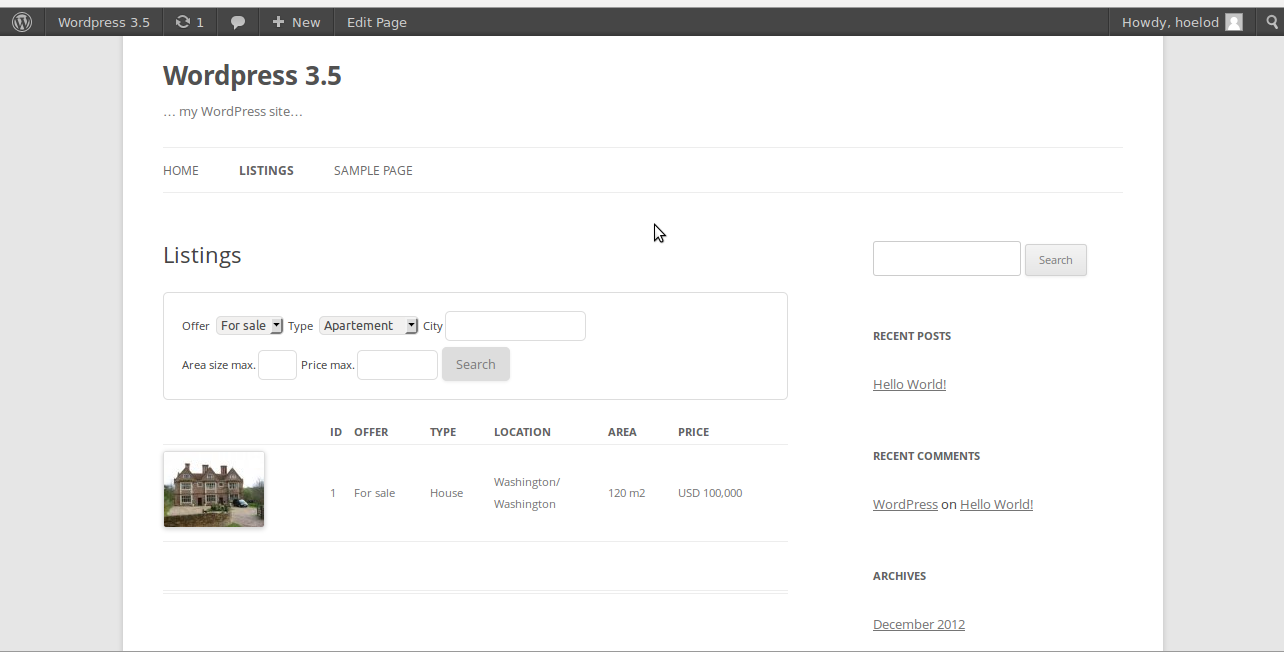 Wordpress 3.5 1 New Edit Page Howdy, hoelod
Wordpress 3.5
… my WordPress site…
HOME LISTINGS SAMPLE PAGE
Listings
Offer For sale Type Apartement City
Area size max. Price max. Search
ID OFFER TYPE LOCATION AREA PRICE
1 For sale House Washington/
Washington 120 m2 USD 100,000
Search
RECENT POSTS
Hello World!
RECENT COMMENTS
WordPress on Hello World!
ARCHIVES
December 2012